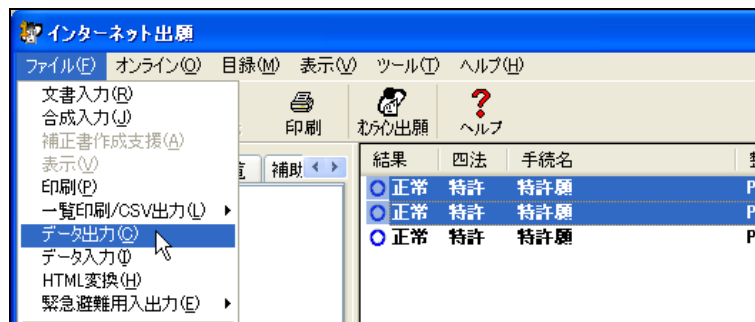 インターネット出願
ファイル(F) オンライン(O) 目録(M) 表示(V) ツール(T) ヘルプ(H)
文書入力(R)
合成入力(J)
補正書作成支援(A)
表示(V)
印刷(P)
一覧印刷/CSV出力(L)
データ出力(C)
データ入力(I)
HTML変換(H)
緊急避難用入出力(E)
印刷 オンライン出願 ヘルプ
補助
結果 四法 手続名
正常 特許 特許願 P
正常 特許 特許願 P
正常 特許 特許願 P